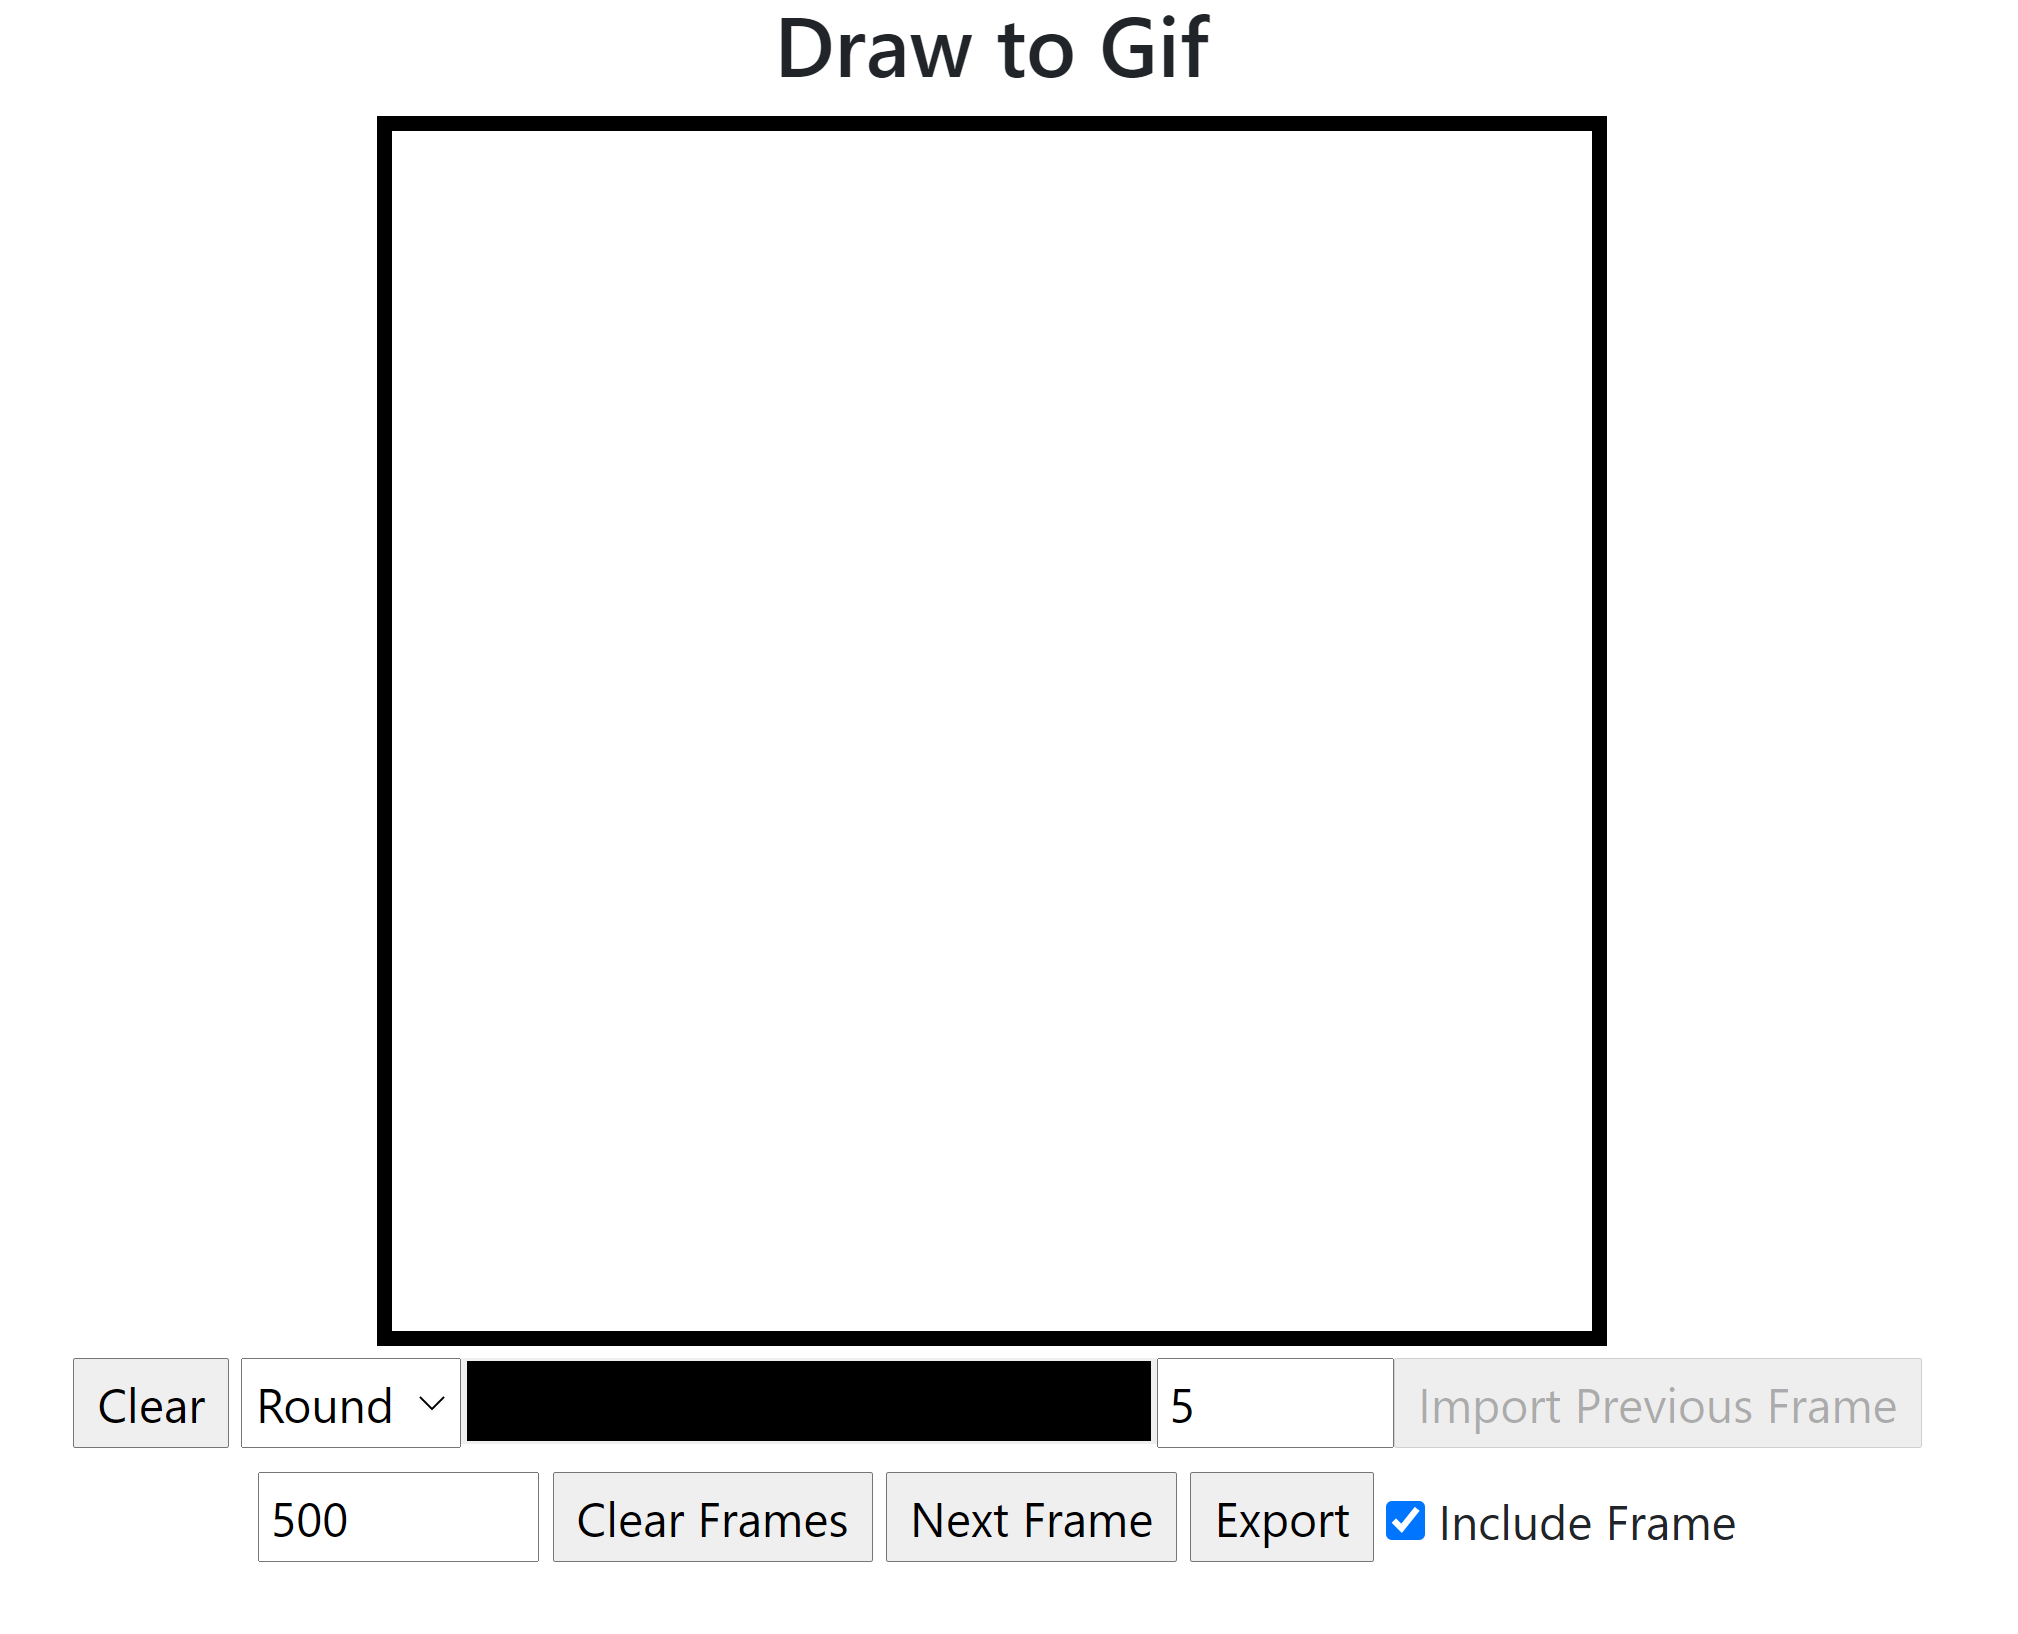 Draw to Gif
Clear Round 5 Import Previous Frame
500 Clear Frames Next Frame Export Include Frame